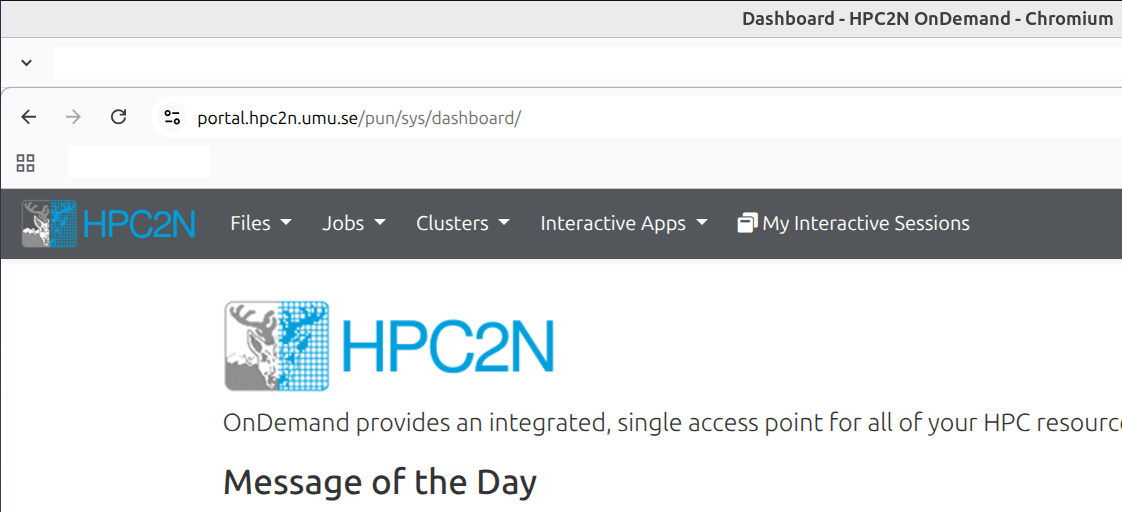 Dashboard - HPC2N OnDemand - Chromium
portal.hpc2n.umu.se/pun/sys/dashboard/
HPC2N Files Jobs Clusters Interactive Apps My Interactive Sessions
HPC2N
OnDemand provides an integrated, single access point for all of your HPC
Message of the Day